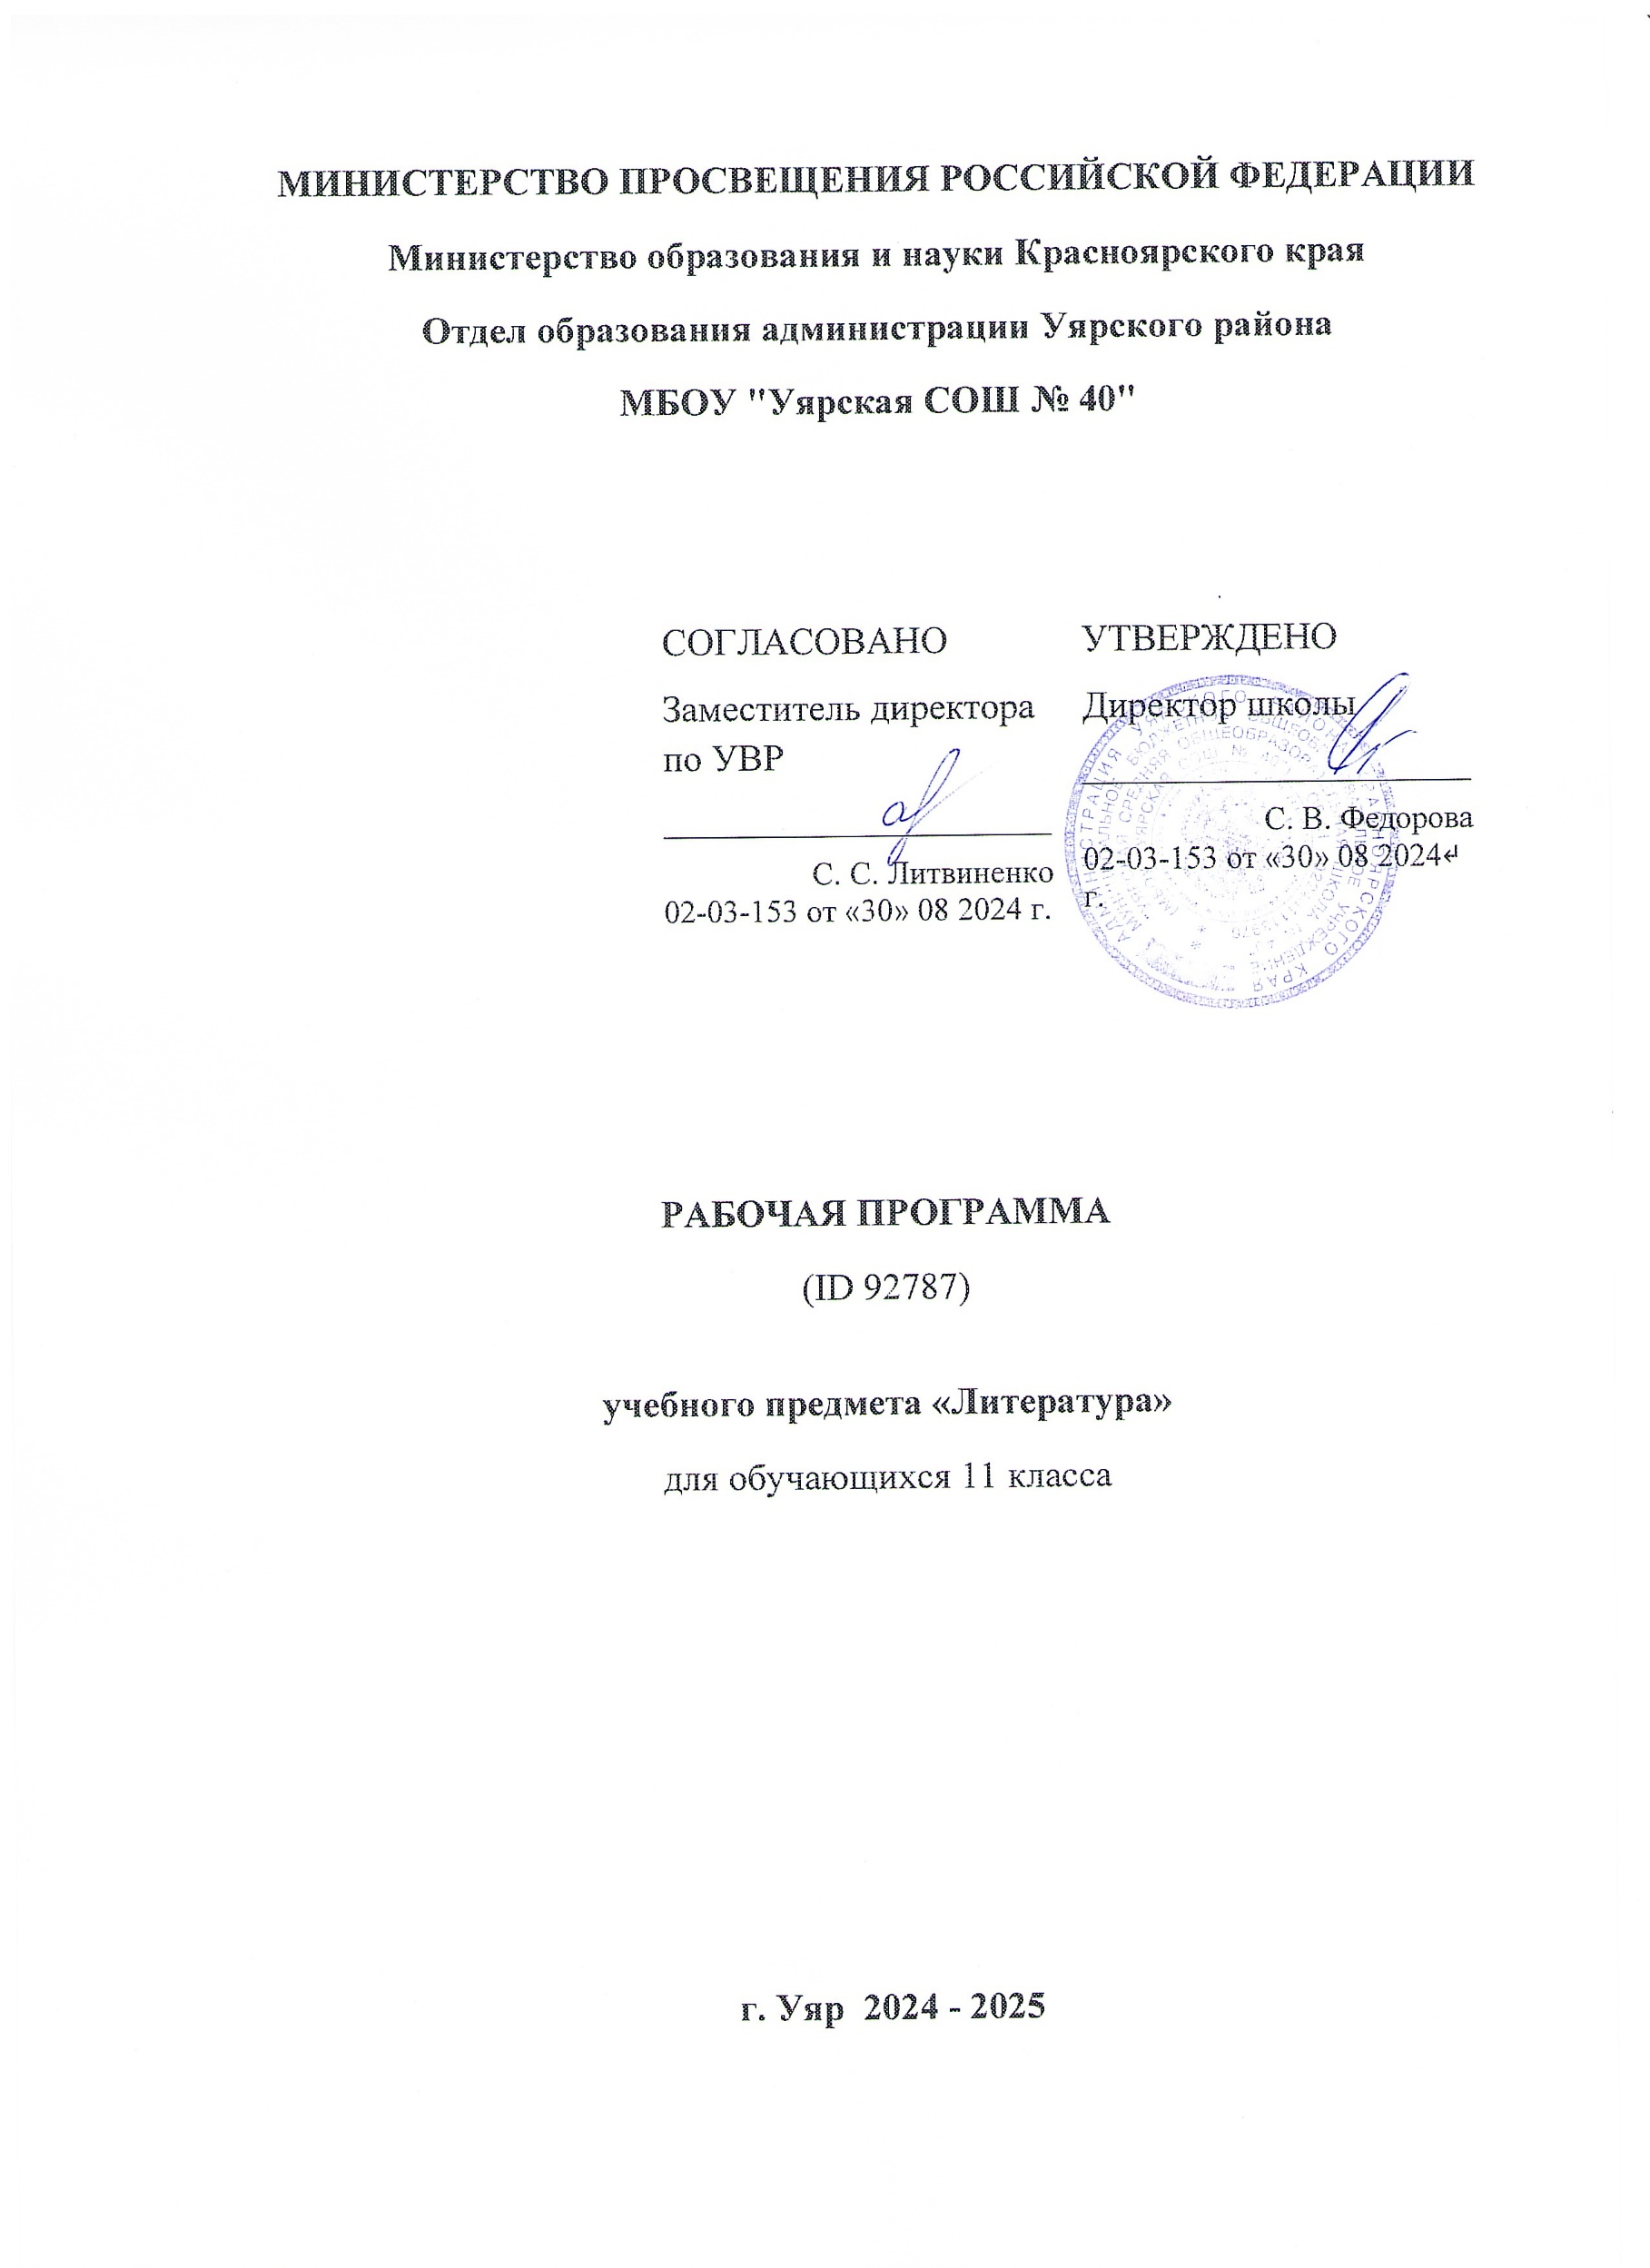 МИНИСТЕРСТВО ПРОСВЕЩЕНИЯ РОССИЙСКОЙ ФЕДЕРАЦИИ
Министерство образования и науки Красноярского края
Отдел образования администрации Уярского района
МБОУ "Уярская СОШ № 40"
СОГЛАСОВАНО
Заместитель директора
по УВР
С. С. Литвиненко
02-03-153 от «30» 08 2024 г.
УТВЕРЖДЕНО
Директор школы
С. В. Федорова
02-03-153 от «30» 08 2024↵
г.
РАБОЧАЯ ПРОГРАММА
(ID 92787)
учебного предмета «Литература»
для обучающихся 11 класса
г. Уяр 2024 - 2025